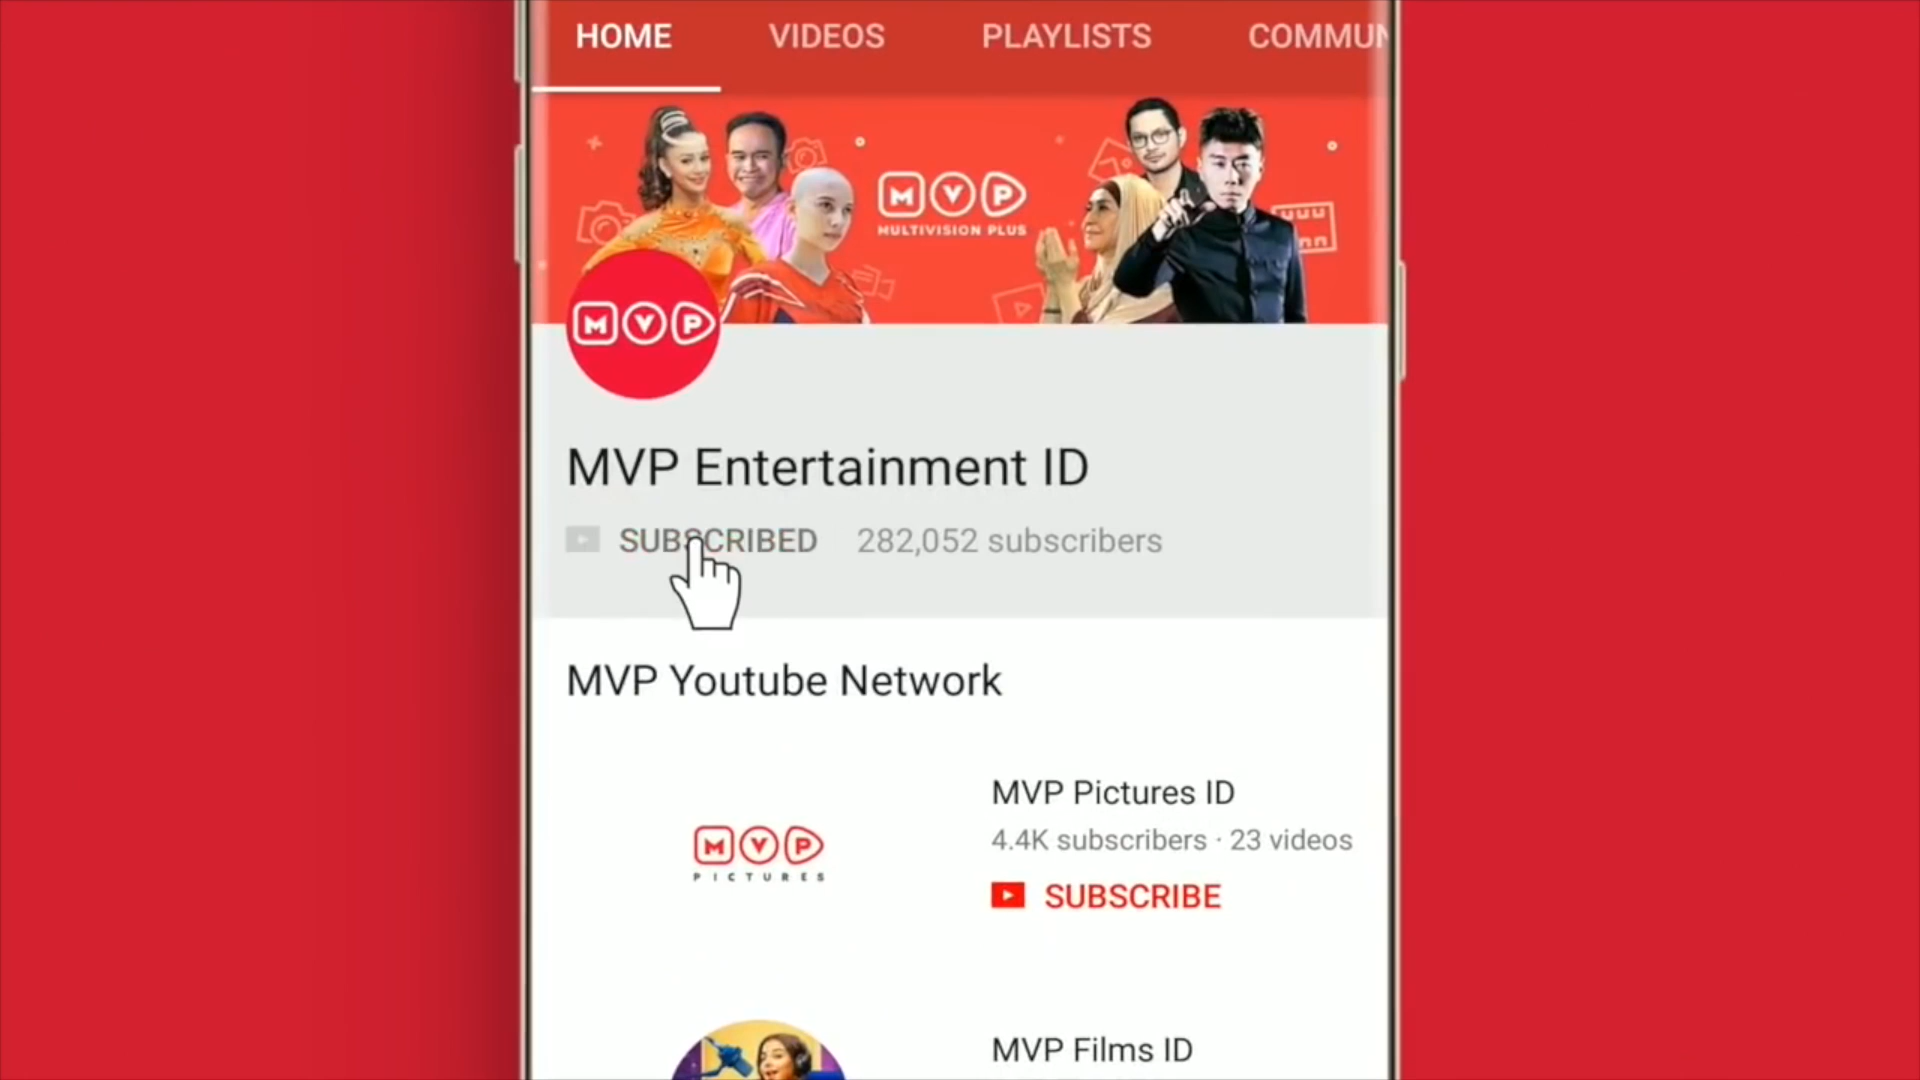 HOME VIDEOS PLAYLISTS COMMUN
MVP
MULTIVISION PLUS
MVP
MVP Entertainment ID
SUBSCRIBED 282,052 subscribers
MVP Youtube Network
MVP Pictures ID
4.4K subscribers · 23 videos
MVP
PICTURES
SUBSCRIBE
MVP Films ID